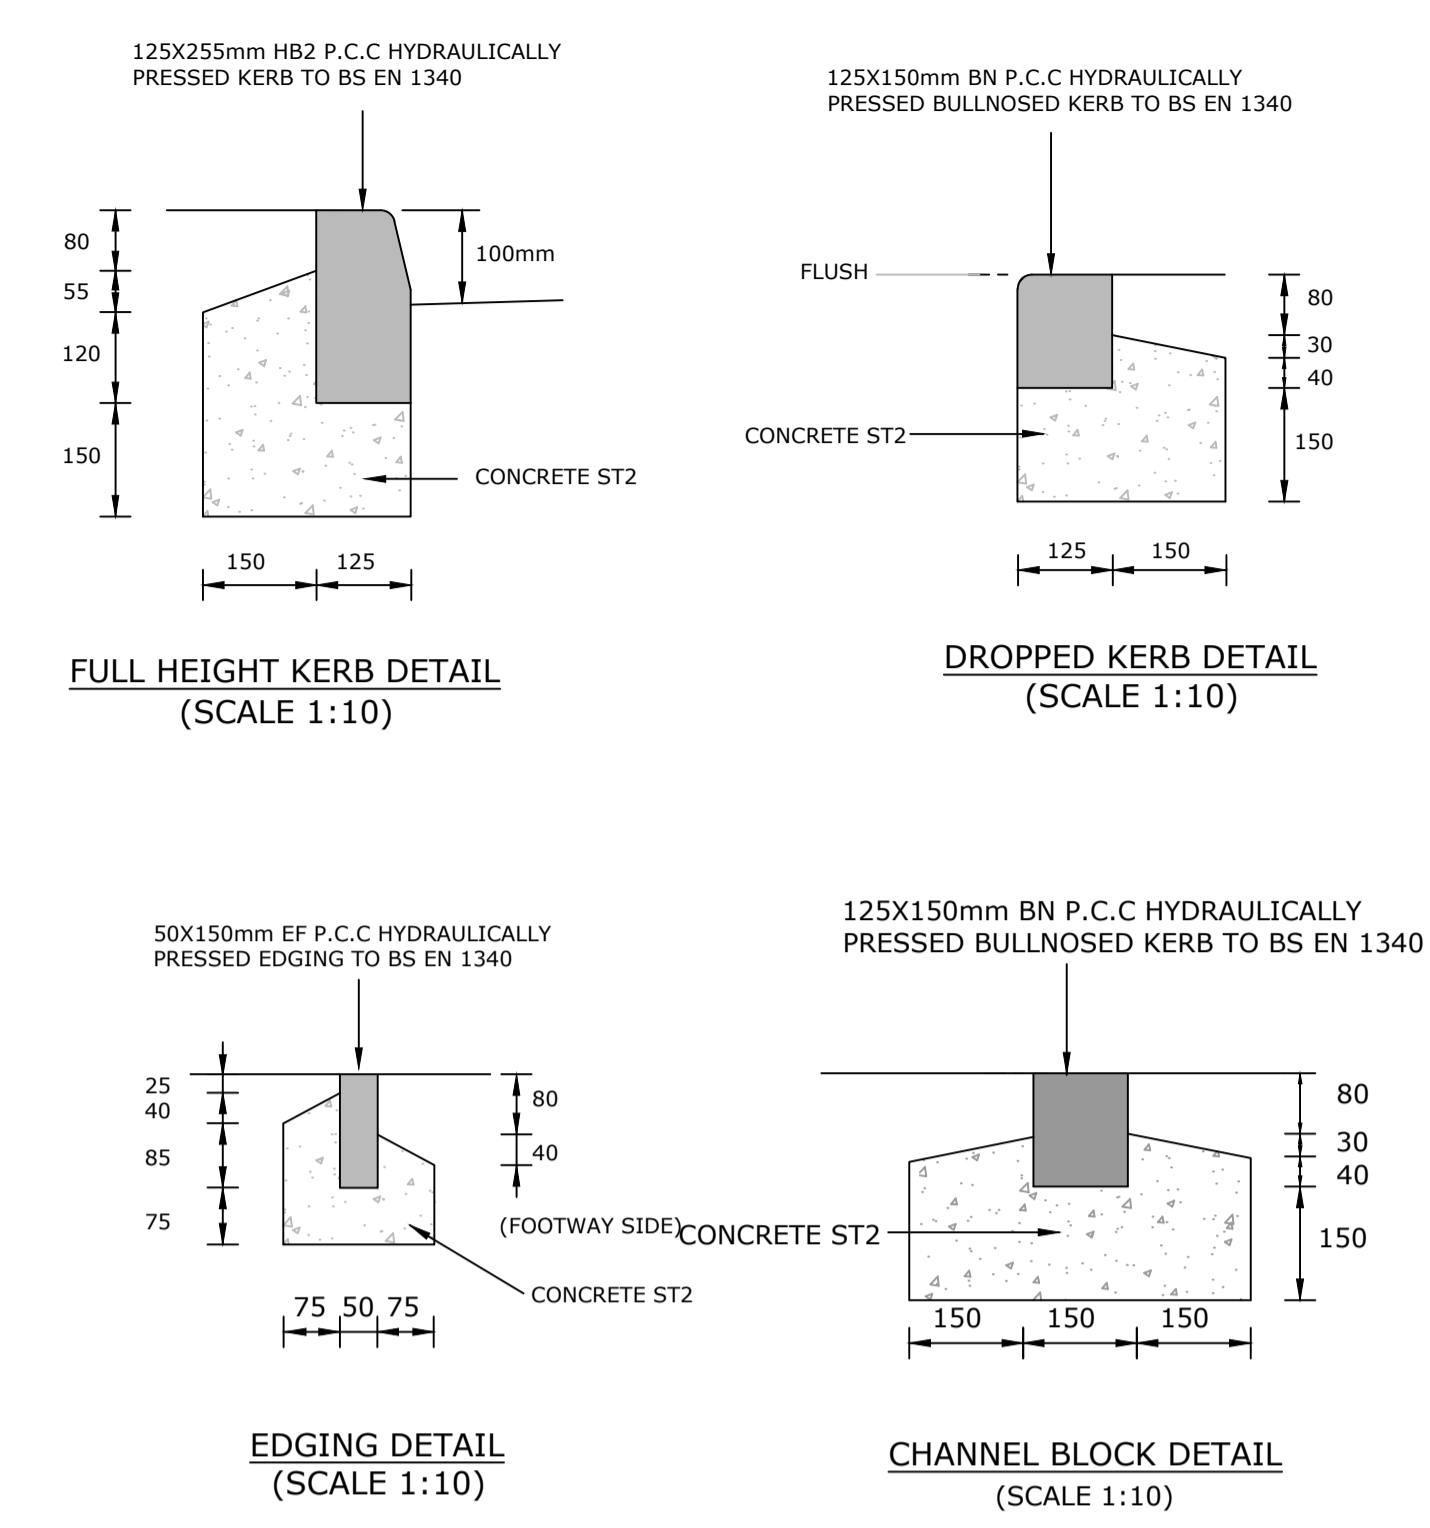 125X255mm HB2 P.C.C HYDRAULICALLY
PRESSED KERB TO BS EN 1340
80
55
120
150
100mm
CONCRETE ST2
150 125
FULL HEIGHT KERB DETAIL
(SCALE 1:10)
125X150mm BN P.C.C HYDRAULICALLY
PRESSED BULLNOSED KERB TO BS EN 1340
FLUSH
80
30
40
150
CONCRETE ST2
125 150
DROPPED KERB DETAIL
(SCALE 1:10)
50X150mm EF P.C.C HYDRAULICALLY
PRESSED EDGING TO BS EN 1340
25
40
85
75
80
40
(FOOTWAY SIDE)
CONCRETE ST2
75 50 75
EDGING DETAIL
(SCALE 1:10)
125X150mm BN P.C.C HYDRAULICALLY
PRESSED BULLNOSED KERB TO BS EN 1340
80
30
40
150
CONCRETE ST2
150 150 150
CHANNEL BLOCK DETAIL
(SCALE 1:10)